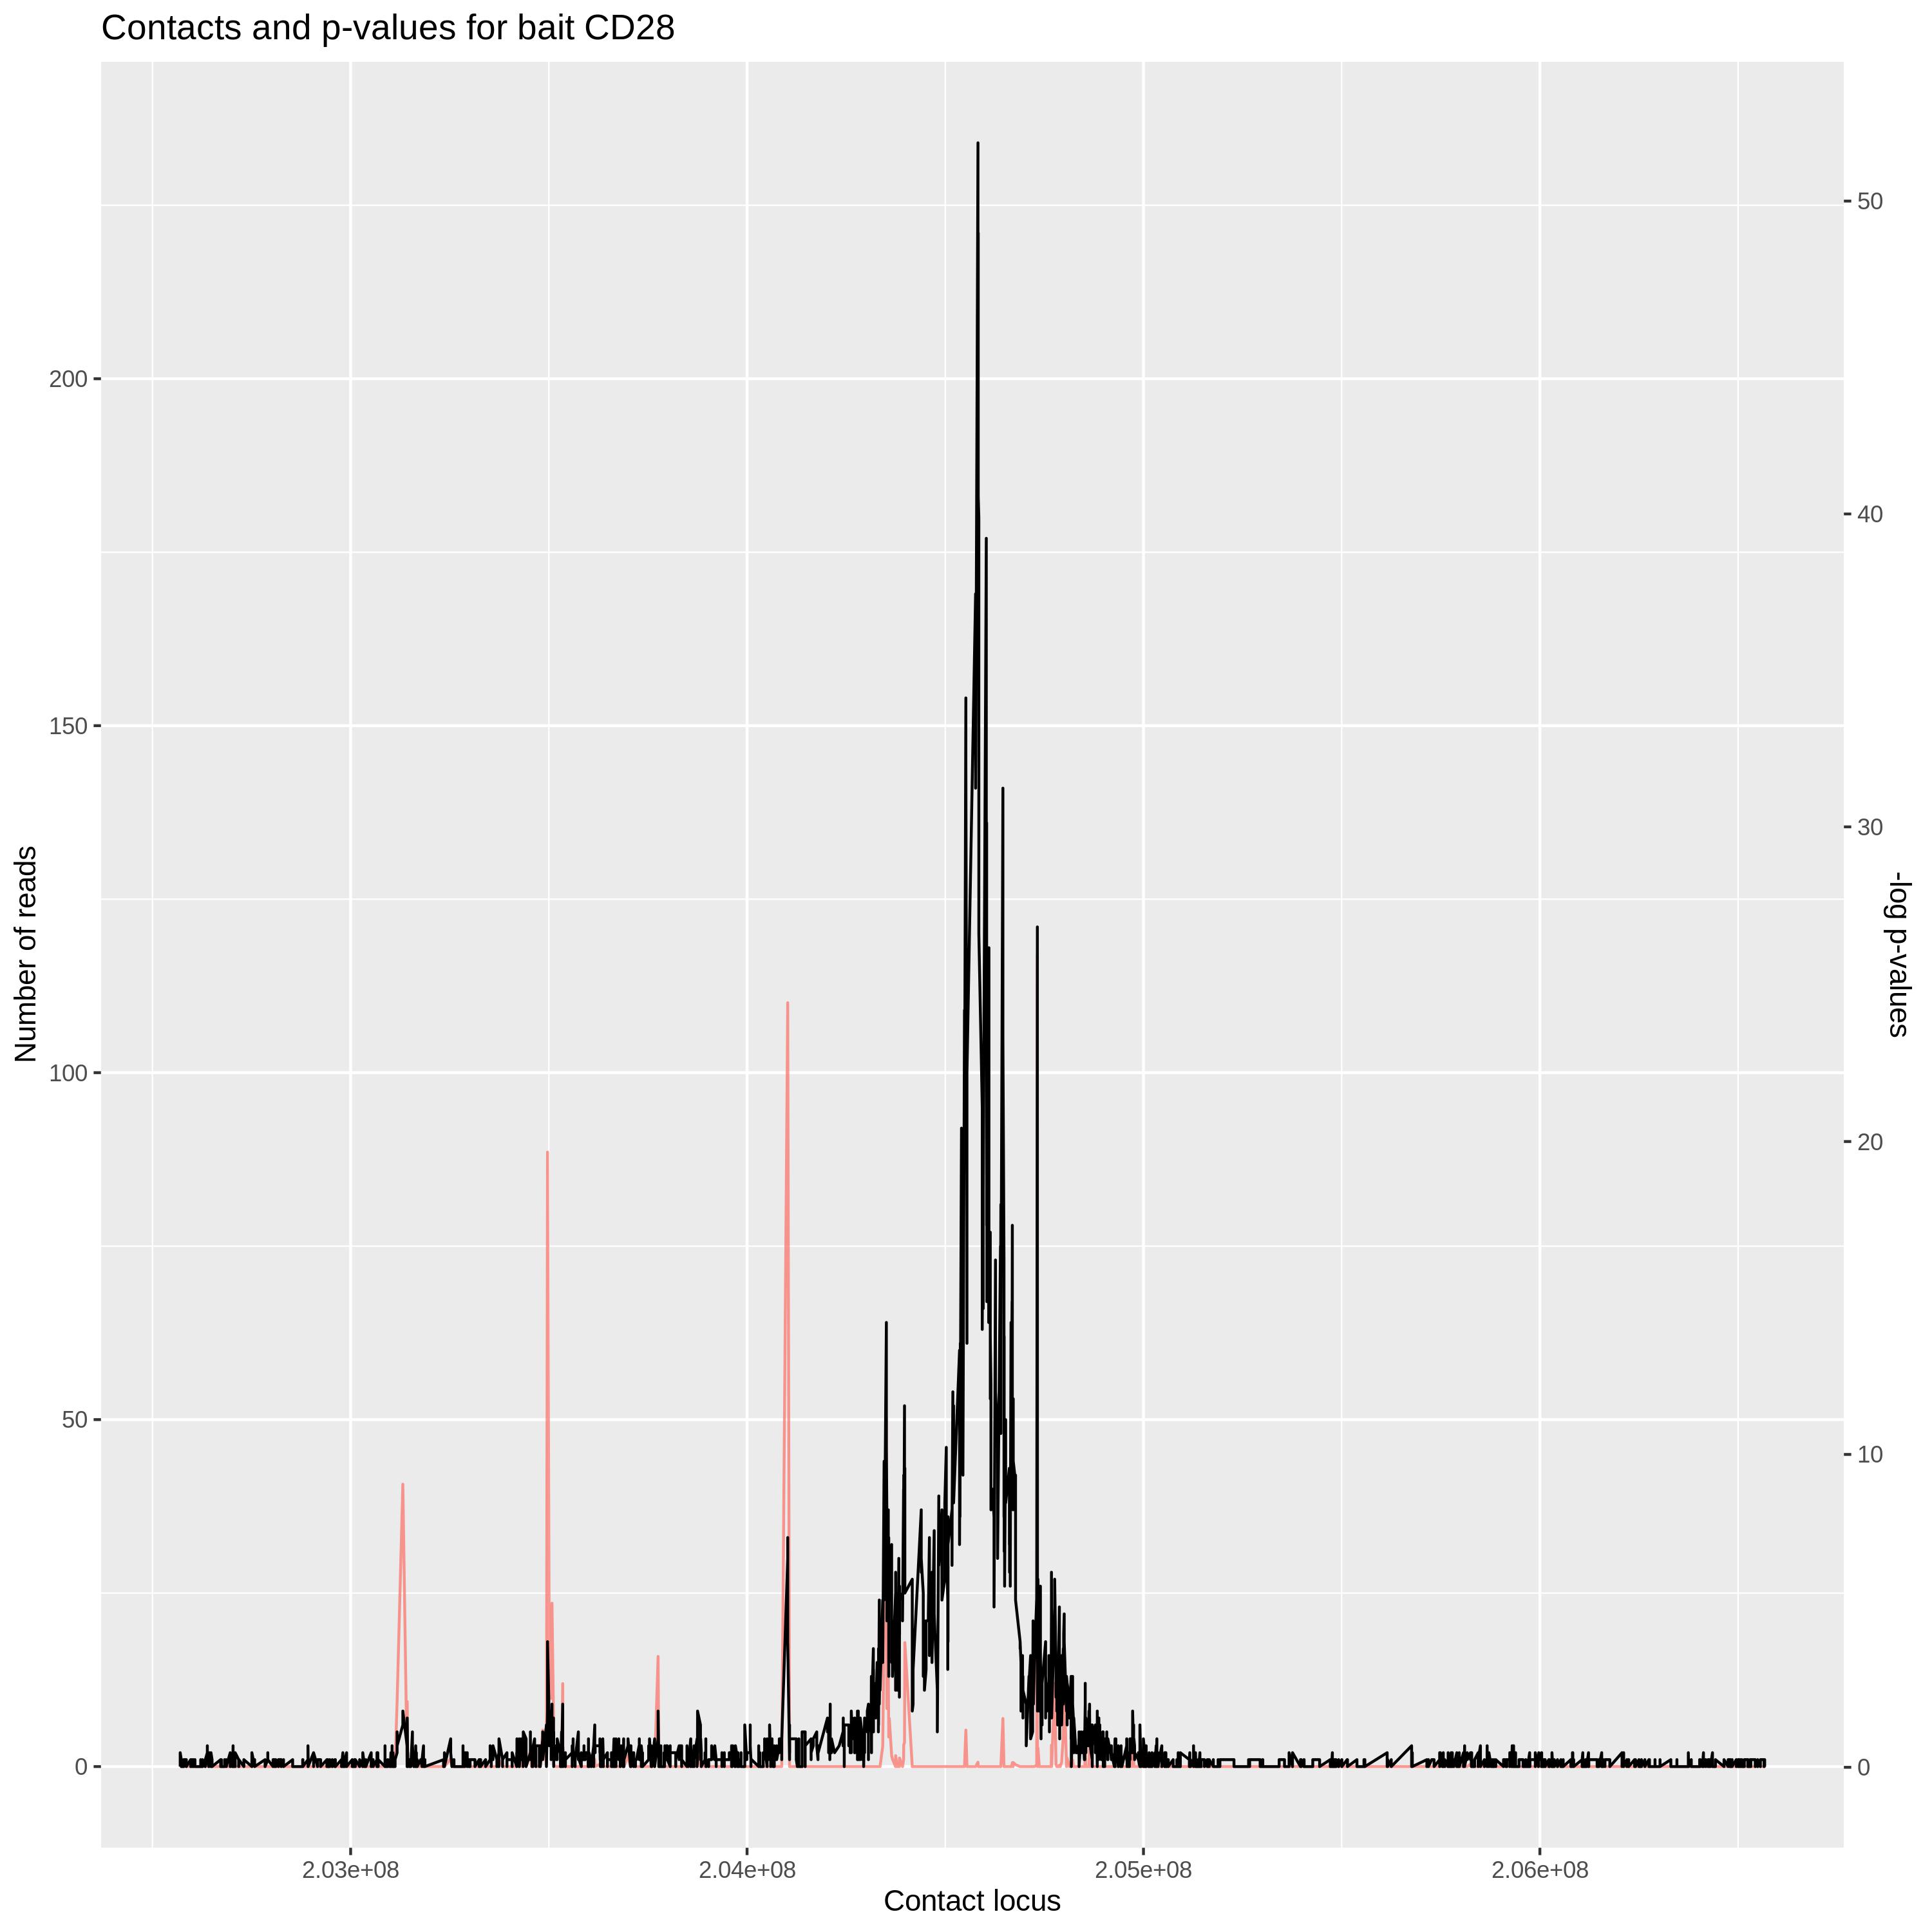 Contacts and p-values for bait CD28
Number of reads
200
150
100
50
0
50
40
30
20
10
0
-log p-values
2.03e+08
2.04e+08
2.05e+08
2.06e+08
Contact locus